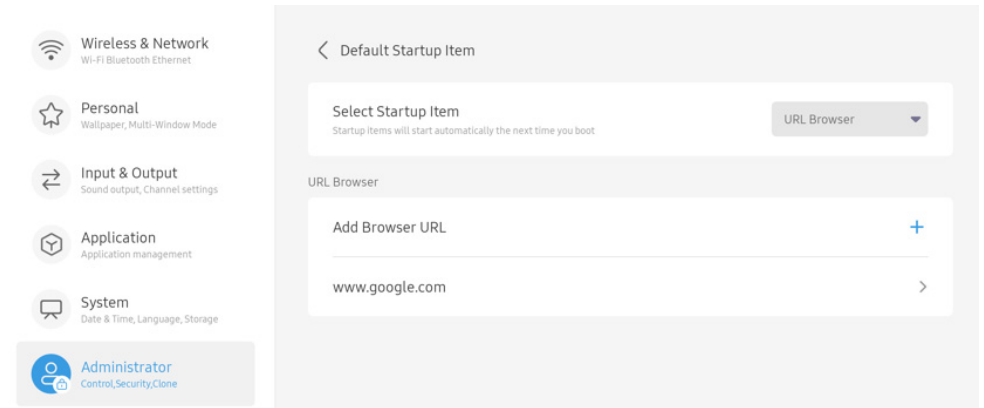 Wireless & Network
Wi-Fi Bluetooth Ethernet
Personal
Wallpaper, Multi-Window Mode
Input & Output
Sound output, Channel settings
Application
Application management
System
Date & Time, Language, Storage
Administrator
Control,Security,Clone
Default Startup Item
Select Startup Item
Startup items will start automatically the next time you boot
URL Browser
URL Browser
Add Browser URL
www.google.com